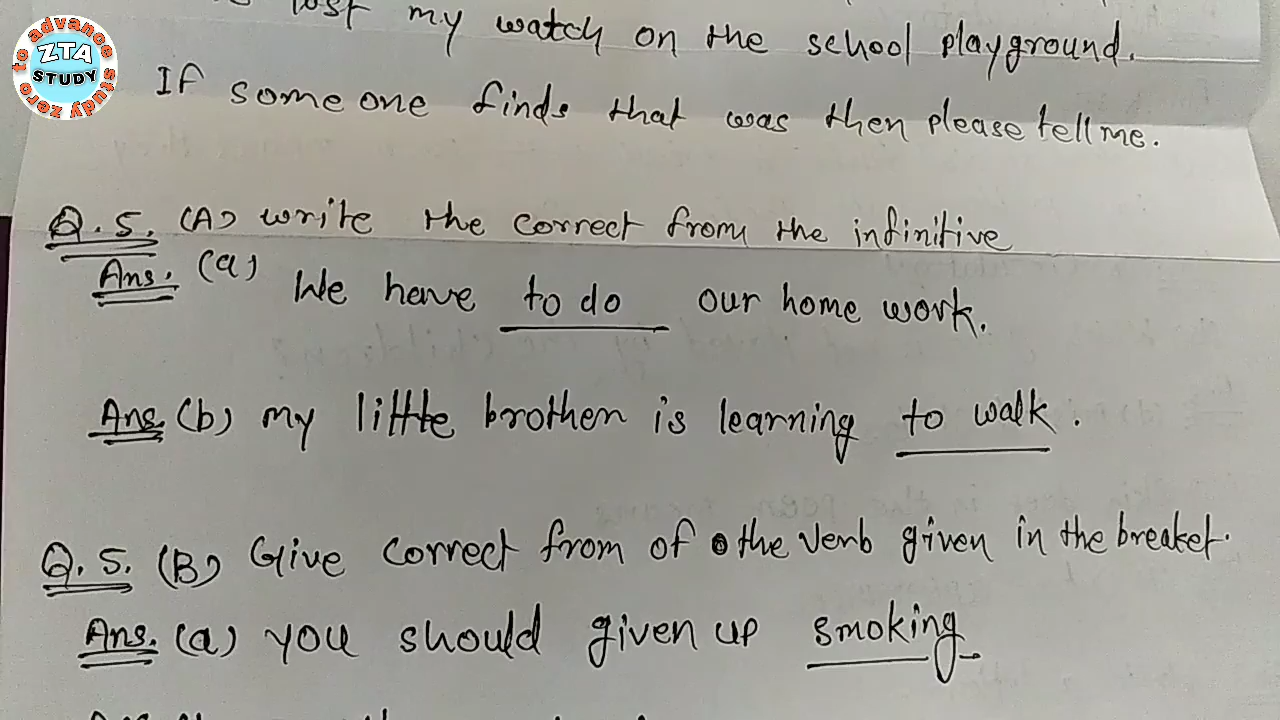 lost my watch on the school playground.
If some one finds that was then please tell me.
Q.5. (A) write the correct from the infinitive
Ans. (a) We have to do our home work.
Ans. (b) my little brother is learning to walk.
Q.5. (B) Give correct from of the verb given in the breaket.
Ans. (a) you should given up smoking
zero to advance study
ZTA
STUDY